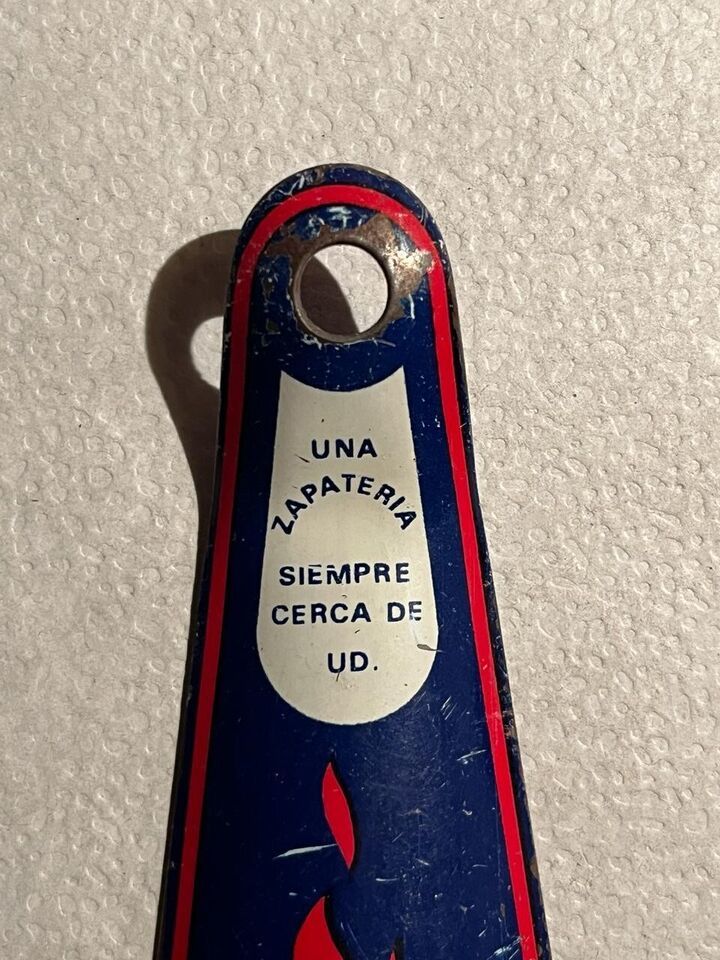 UNA
ZAPATERIA
SIEMPRE
CERCA DE
UD.